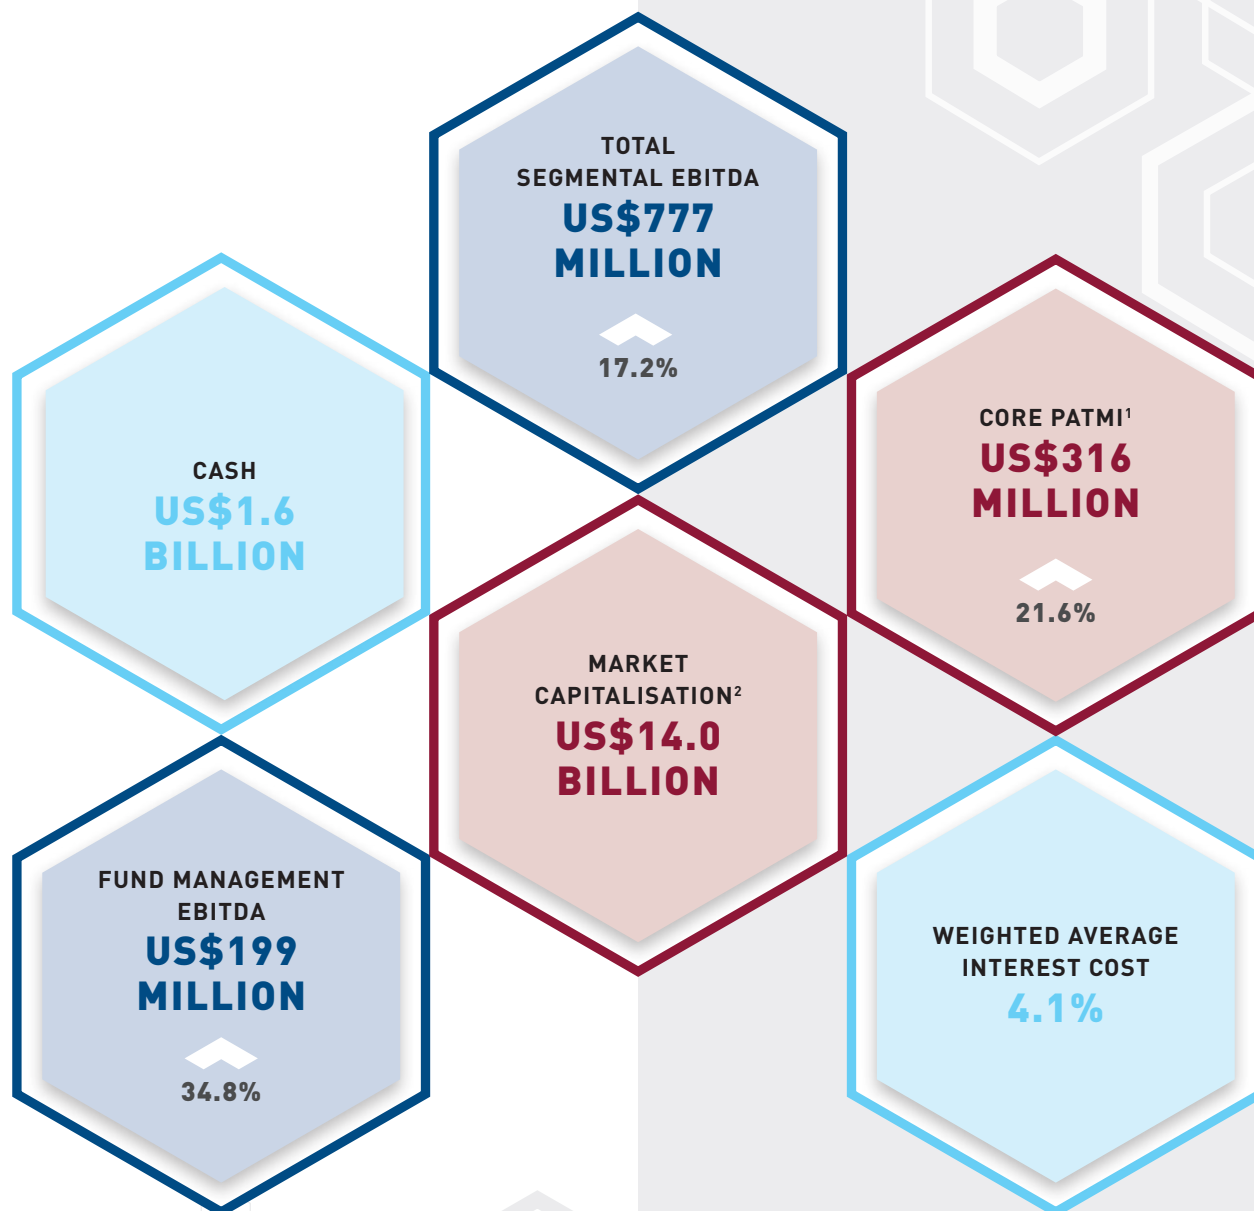 TOTAL
SEGMENTAL EBITDA
US$777
MILLION
17.2%
CASH
US$1.6
BILLION
CORE PATMI¹
US$316
MILLION
21.6%
MARKET
CAPITALISATION²
US$14.0
BILLION
FUND MANAGEMENT
EBITDA
US$199
MILLION
34.8%
WEIGHTED AVERAGE
INTEREST COST
4.1%